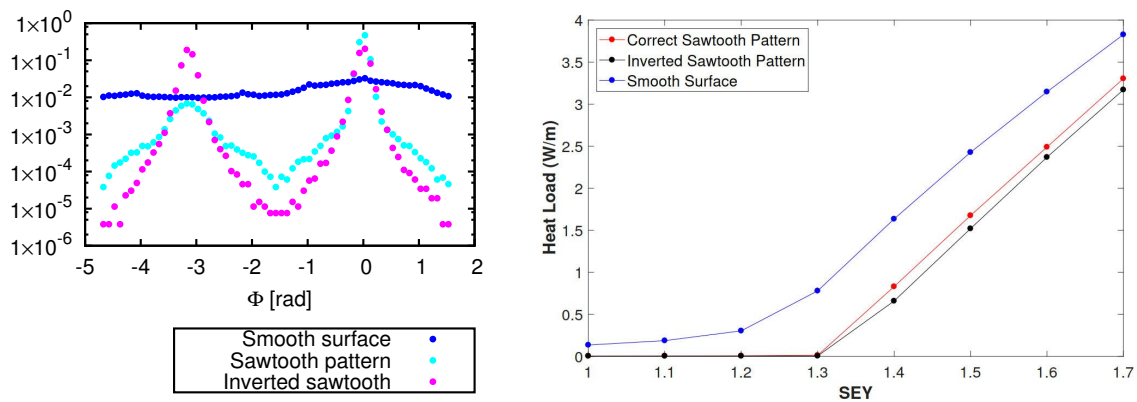 1×10^0
1×10^-1
1×10^-2
1×10^-3
1×10^-4
1×10^-5
1×10^-6
-5 -4 -3 -2 -1 0 1 2
Φ [rad]
Smooth surface
Sawtooth pattern
Inverted sawtooth
4
3.5
3
2.5
2
1.5
1
0.5
0
Heat Load (W/m)
Correct Sawtooth Pattern
Inverted Sawtooth Pattern
Smooth Surface
1 1.1 1.2 1.3 1.4 1.5 1.6 1.7
SEY